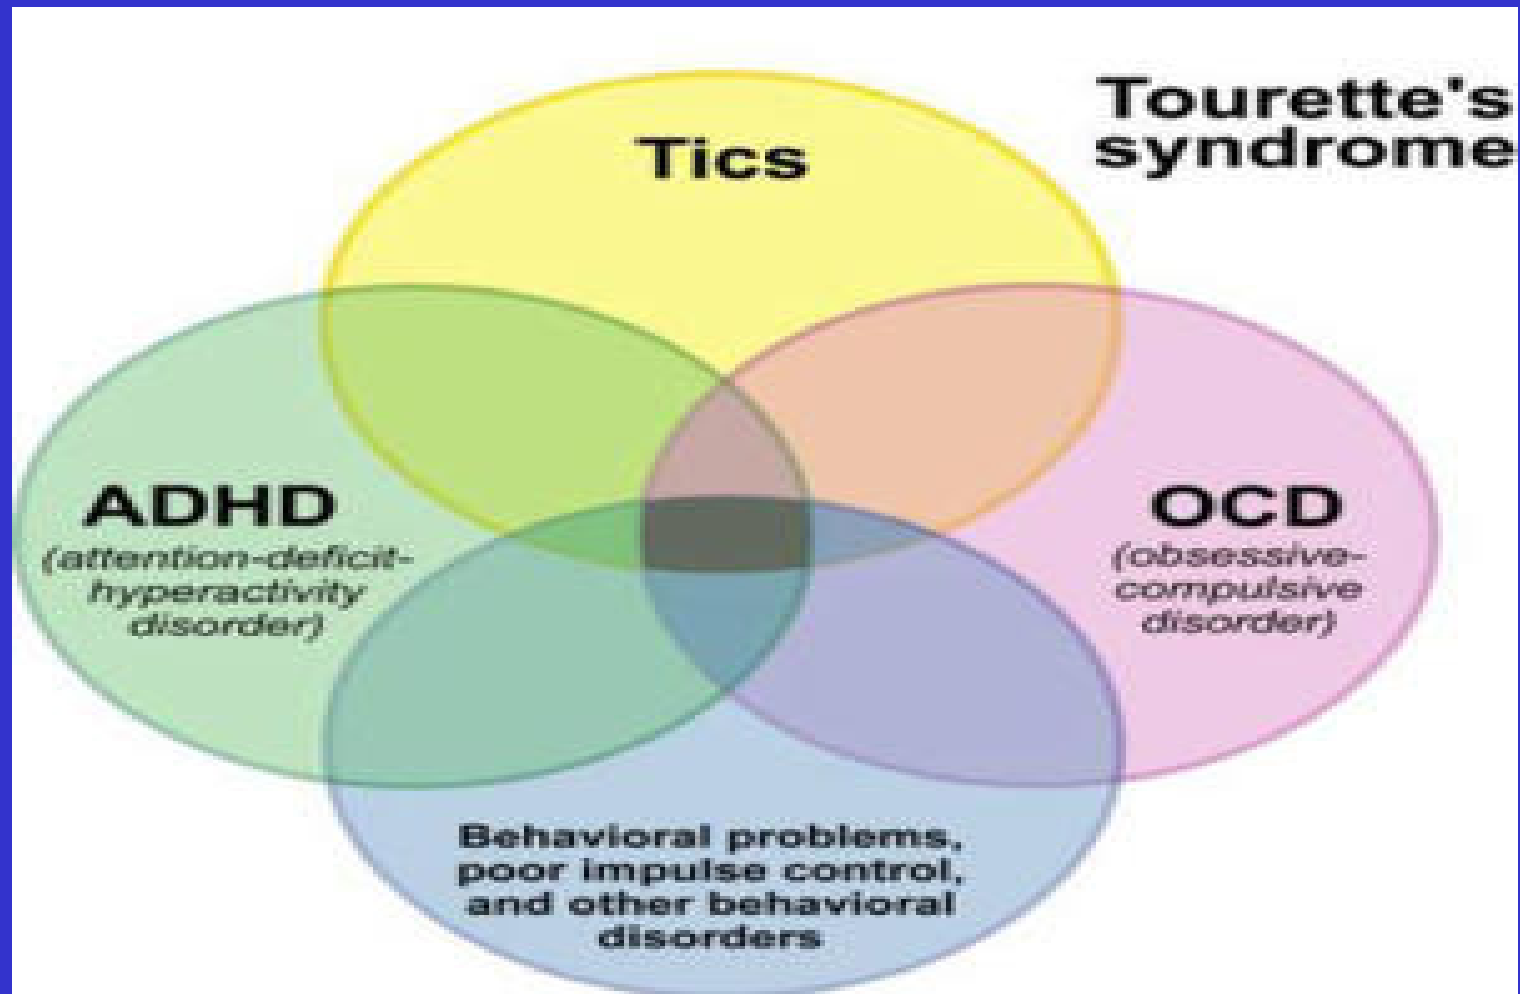 Tourette's
syndrome
Tics
ADHD
(attention-deficit-
hyperactivity
disorder)
OCD
(obsessive-
compulsive
disorder)
Behavioral problems,
poor impulse control,
and other behavioral
disorders